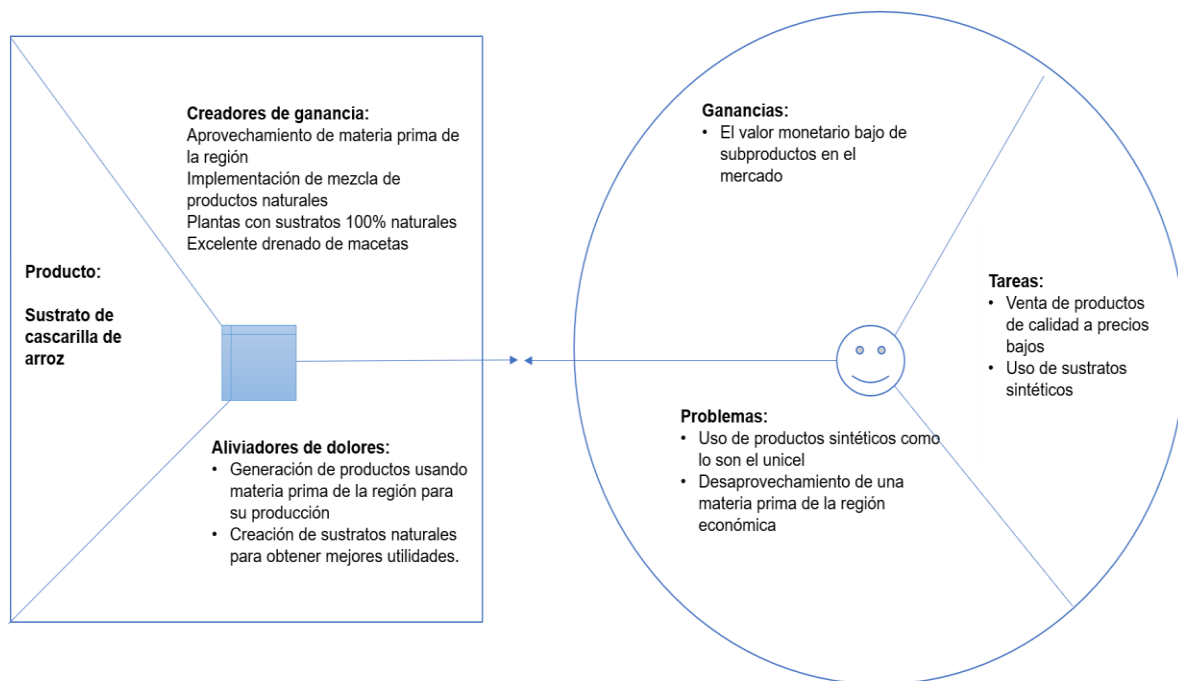 Creadores de ganancia:
Aprovechamiento de materia prima de
la región
Implementación de mezcla de
productos naturales
Plantas con sustratos 100% naturales
Excelente drenado de macetas
Producto:
Sustrato de
cascarilla de
arroz
Aliviadores de dolores:
• Generación de productos usando
materia prima de la región para
su producción
• Creación de sustratos naturales
para obtener mejores utilidades.
Ganancias:
• El valor monetario bajo de
subproductos en el
mercado
Tareas:
• Venta de productos
de calidad a precios
bajos
• Uso de sustratos
sintéticos
Problemas:
• Uso de productos sintéticos como
lo son el unicel
• Desaprovechamiento de una
materia prima de la región
económica